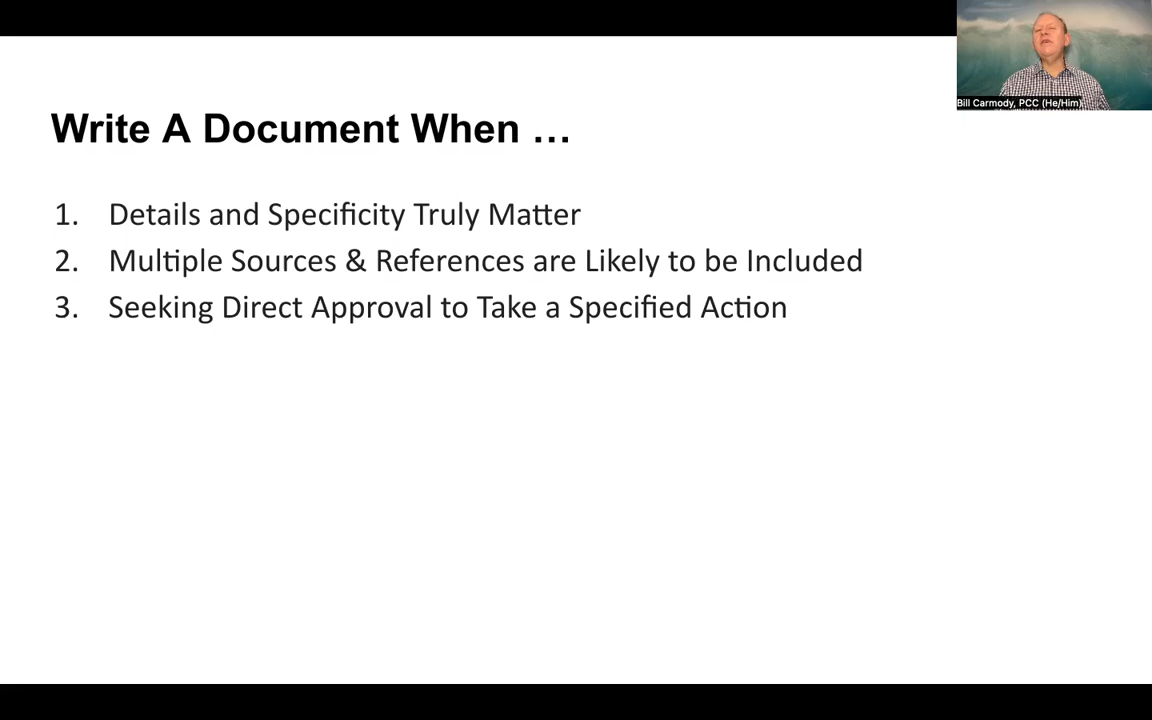 Bill Carmody, PCC (He/Him)
Write A Document When …
1. Details and Specificity Truly Matter
2. Multiple Sources & References are Likely to be Included
3. Seeking Direct Approval to Take a Specified Action